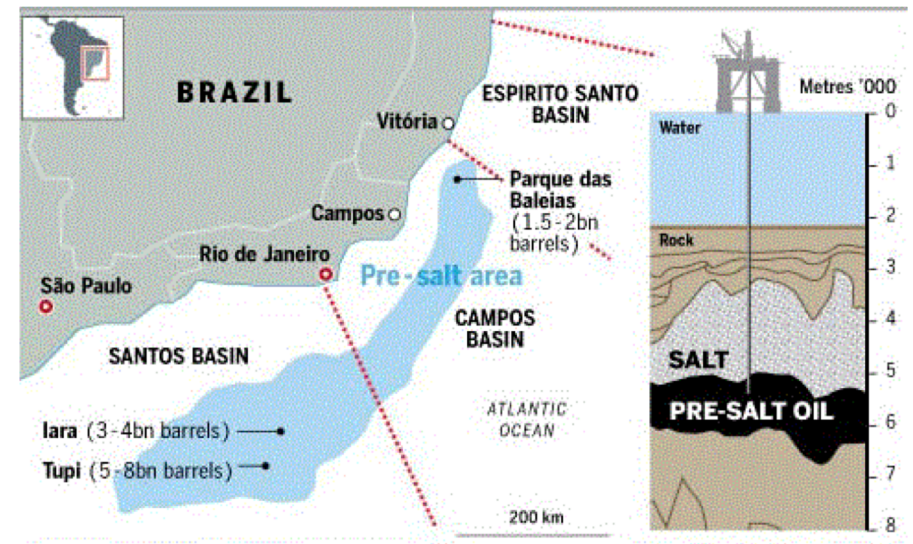 BRAZIL
Vitória
Campos
Rio de Janeiro
São Paulo
ESPIRITO SANTO
BASIN
Parque das
Baleias
(1.5-2bn
barrels)
Pre-salt area
CAMPOS
BASIN
SANTOS BASIN
Iara (3-4bn barrels)
Tupi (5-8bn barrels)
ATLANTIC
OCEAN
200 km
Metres '000
Water
Rock
SALT
PRE-SALT OIL
0
1
2
3
4
5
6
7
8